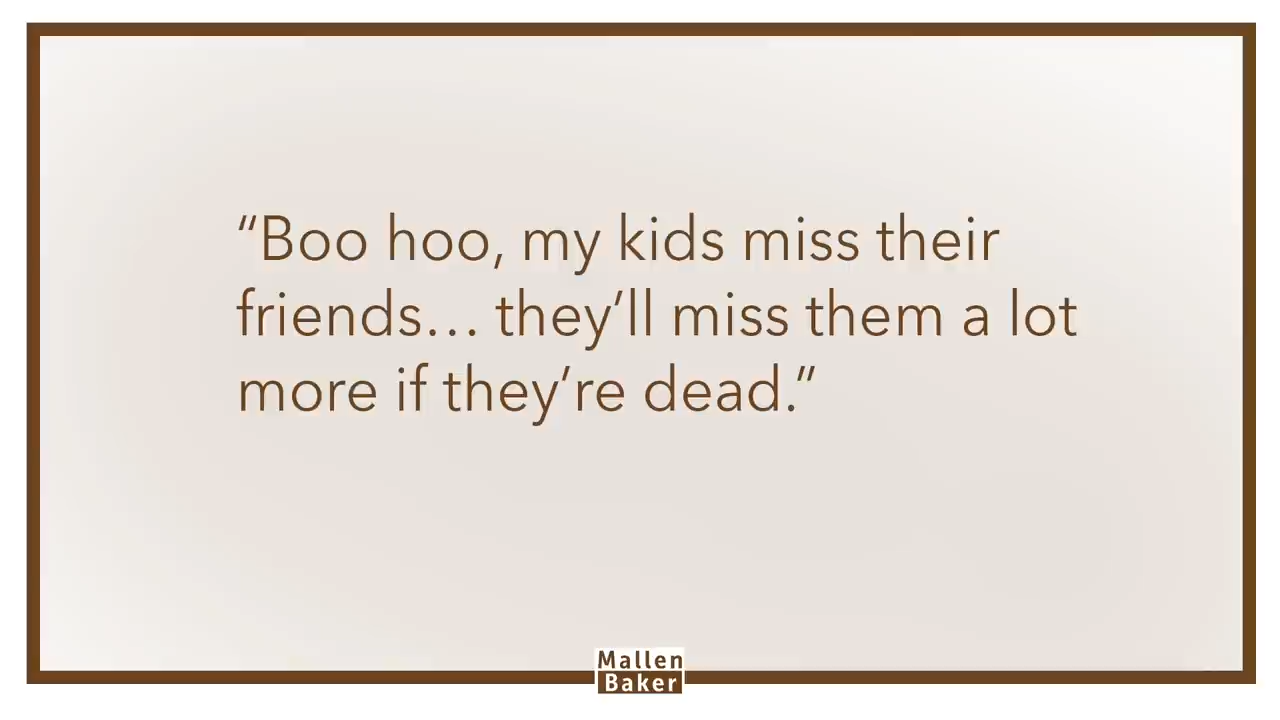 “Boo hoo, my kids miss their
friends… they’ll miss them a lot
more if they’re dead.”
Mallen
Baker